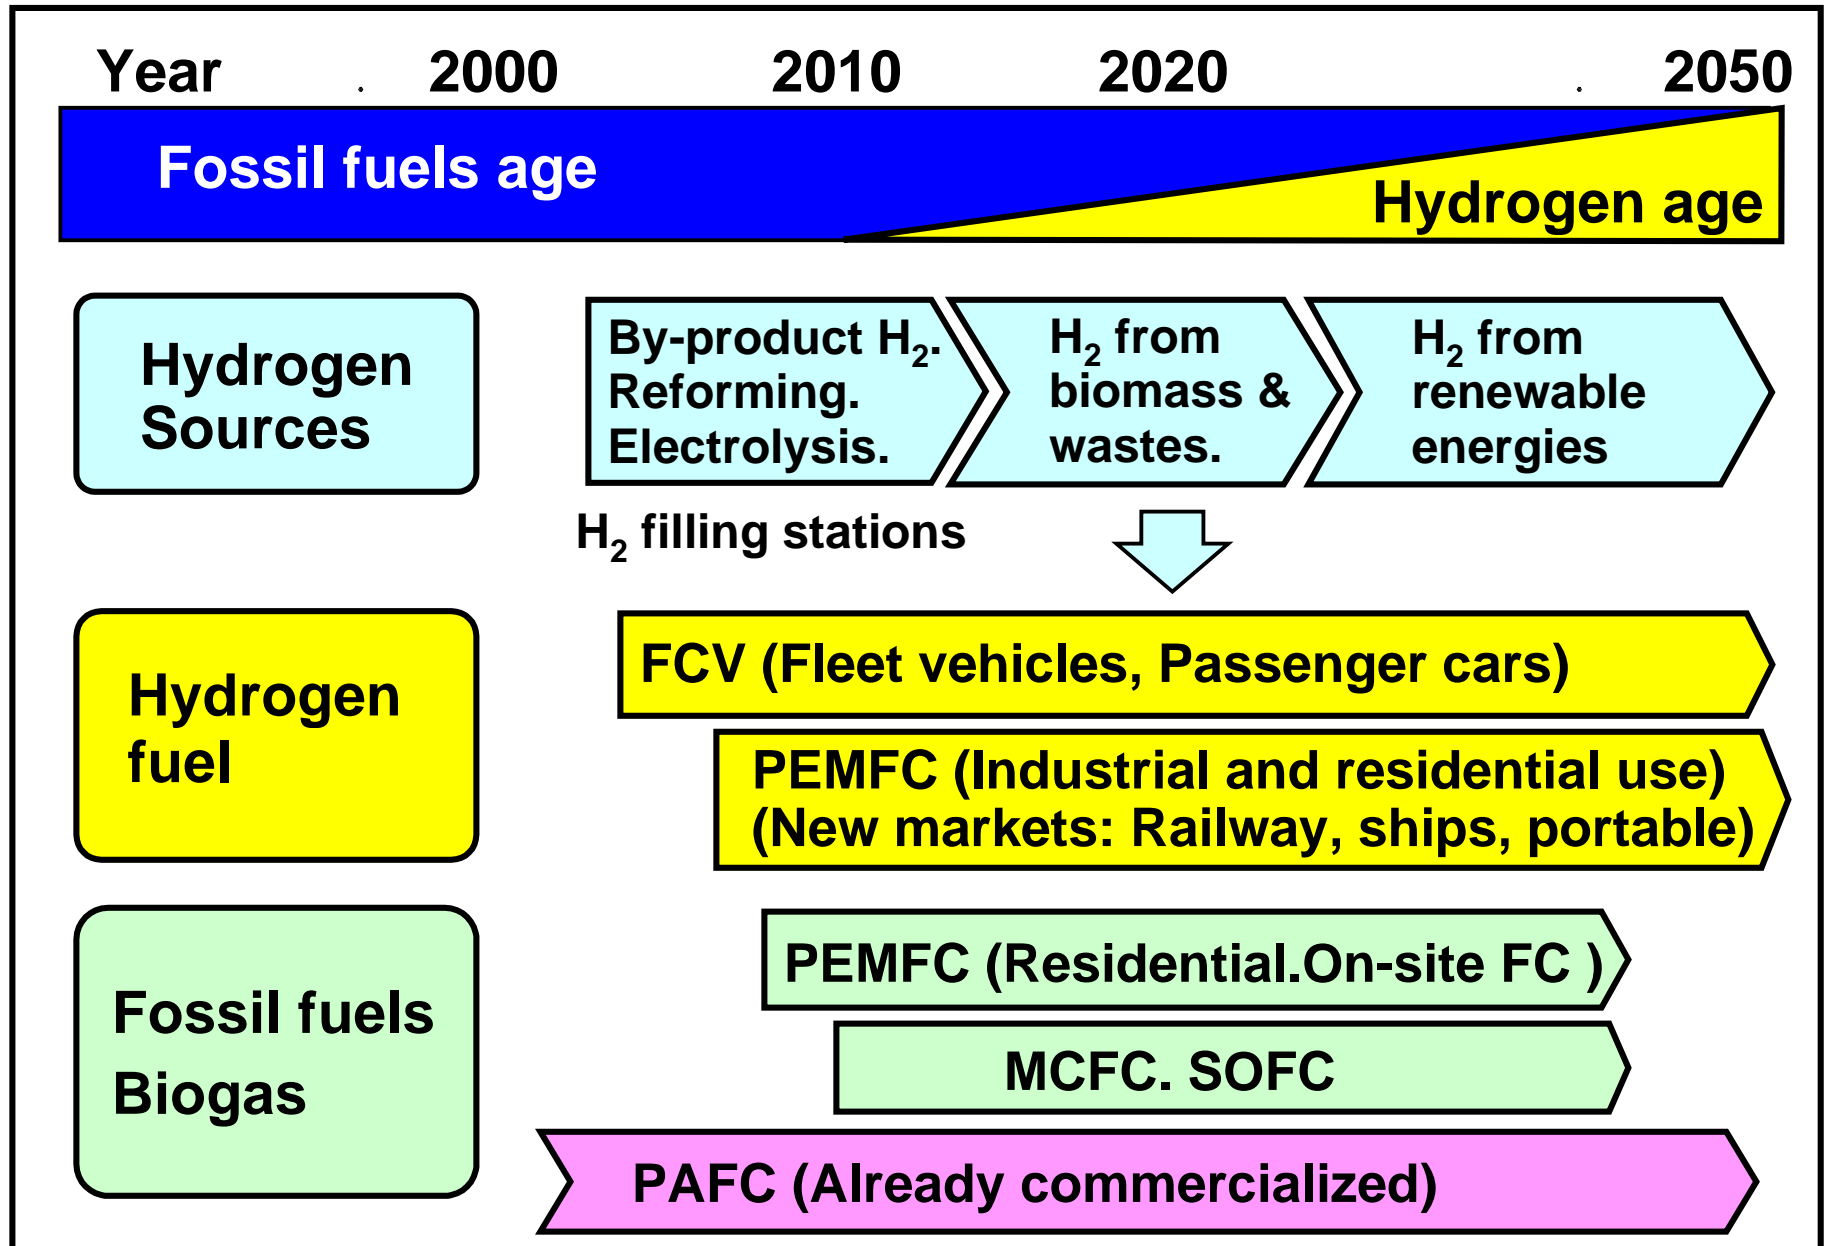 Year . 2000 2010 2020 . 2050
Fossil fuels age
Hydrogen age
Hydrogen
Sources
By-product H₂.
Reforming.
Electrolysis.
H₂ from
biomass &
wastes.
H₂ from
renewable
energies
H₂ filling stations
Hydrogen
fuel
FCV (Fleet vehicles, Passenger cars)
PEMFC (Industrial and residential use)
(New markets: Railway, ships, portable)
Fossil fuels
Biogas
PEMFC (Residential.On-site FC )
MCFC. SOFC
PAFC (Already commercialized)